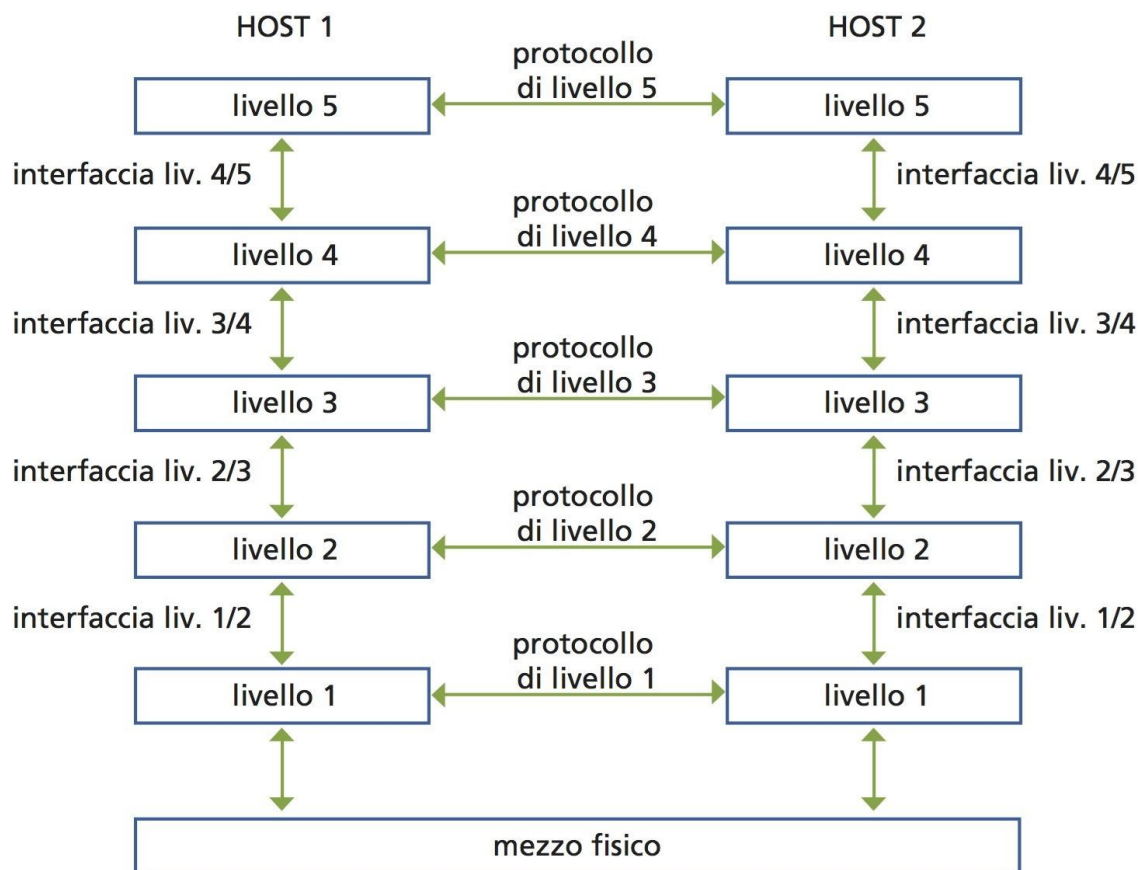 HOST 1
HOST 2
protocollo
di livello 5
livello 5
livello 5
interfaccia liv. 4/5
interfaccia liv. 4/5
protocollo
di livello 4
livello 4
livello 4
interfaccia liv. 3/4
interfaccia liv. 3/4
protocollo
di livello 3
livello 3
livello 3
interfaccia liv. 2/3
interfaccia liv. 2/3
protocollo
di livello 2
livello 2
livello 2
interfaccia liv. 1/2
interfaccia liv. 1/2
protocollo
di livello 1
livello 1
livello 1
mezzo fisico